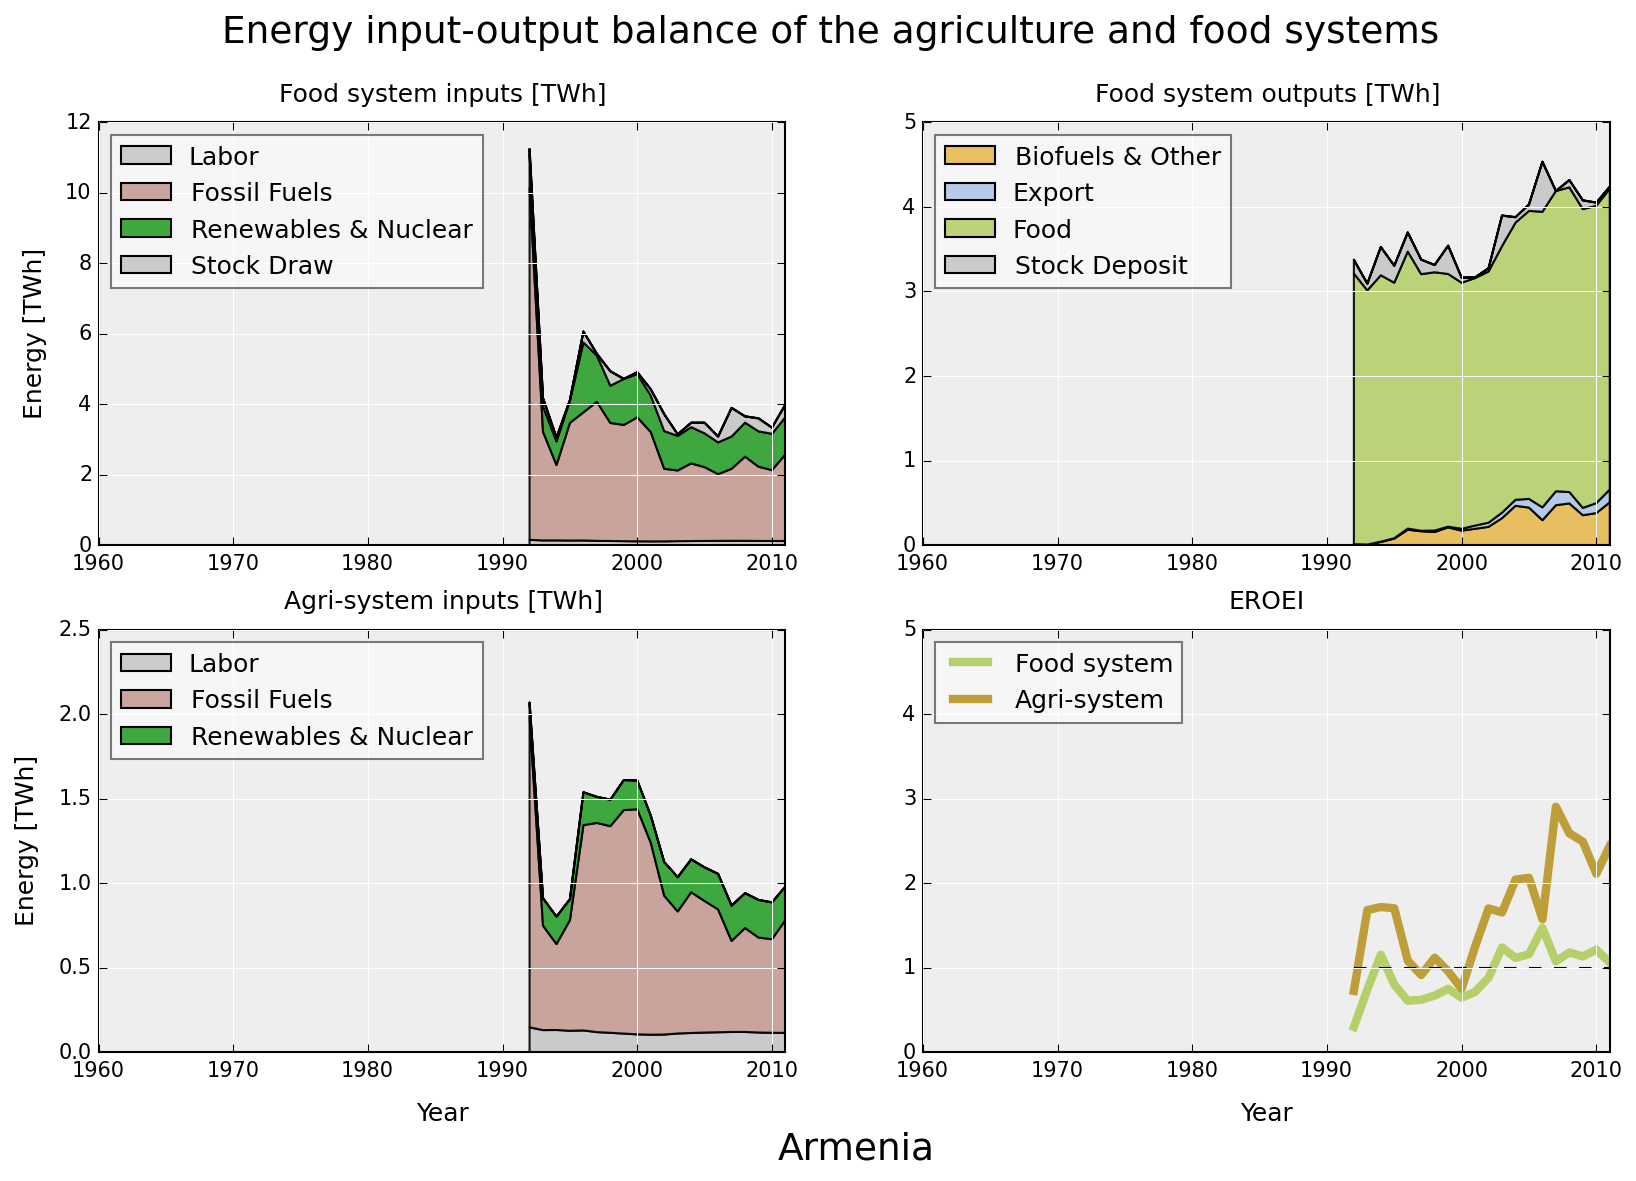 Energy input-output balance of the agriculture and food systems
Food system inputs [TWh]
Energy [TWh]
12
10
8
6
4
2
0
Labor
Fossil Fuels
Renewables & Nuclear
Stock Draw
1960 1970 1980 1990 2000 2010
Food system outputs [TWh]
5
4
3
2
1
0
Biofuels & Other
Export
Food
Stock Deposit
1960 1970 1980 1990 2000 2010
Agri-system inputs [TWh]
Energy [TWh]
2.5
2.0
1.5
1.0
0.5
0.0
Labor
Fossil Fuels
Renewables & Nuclear
1960 1970 1980 1990 2000 2010
Year
EROEI
5
4
3
2
1
0
Food system
Agri-system
1960 1970 1980 1990 2000 2010
Year
Armenia